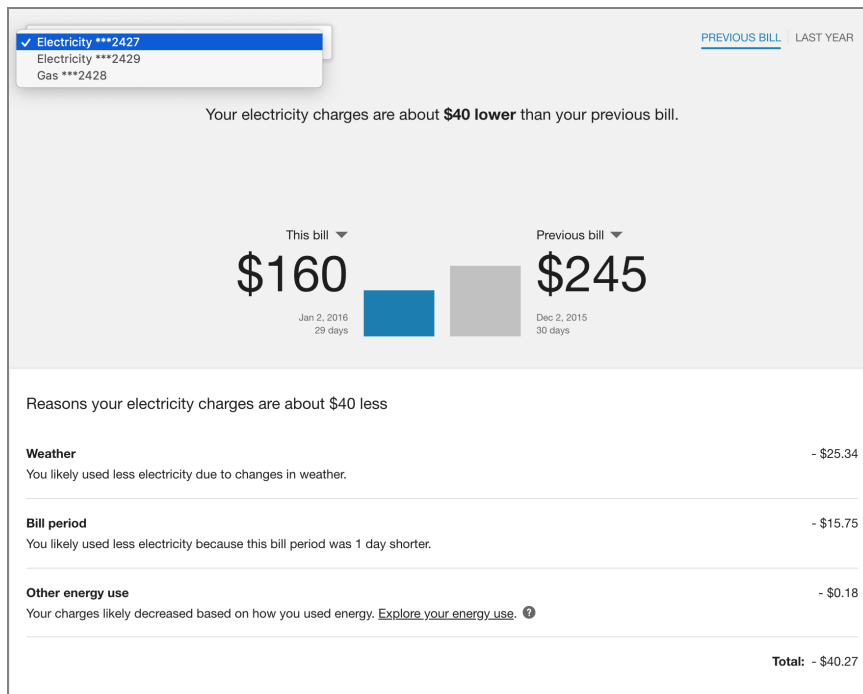 ✓ Electricity ***2427
Electricity ***2429
Gas ***2428
PREVIOUS BILL | LAST YEAR
Your electricity charges are about $40 lower than your previous bill.
This bill
$160
Jan 2, 2016
29 days
Previous bill
$245
Dec 2, 2015
30 days
Reasons your electricity charges are about $40 less
Weather - $25.34
You likely used less electricity due to changes in weather.
Bill period - $15.75
You likely used less electricity because this bill period was 1 day shorter.
Other energy use - $0.18
Your charges likely decreased based on how you used energy. Explore your energy use. ?
Total: - $40.27